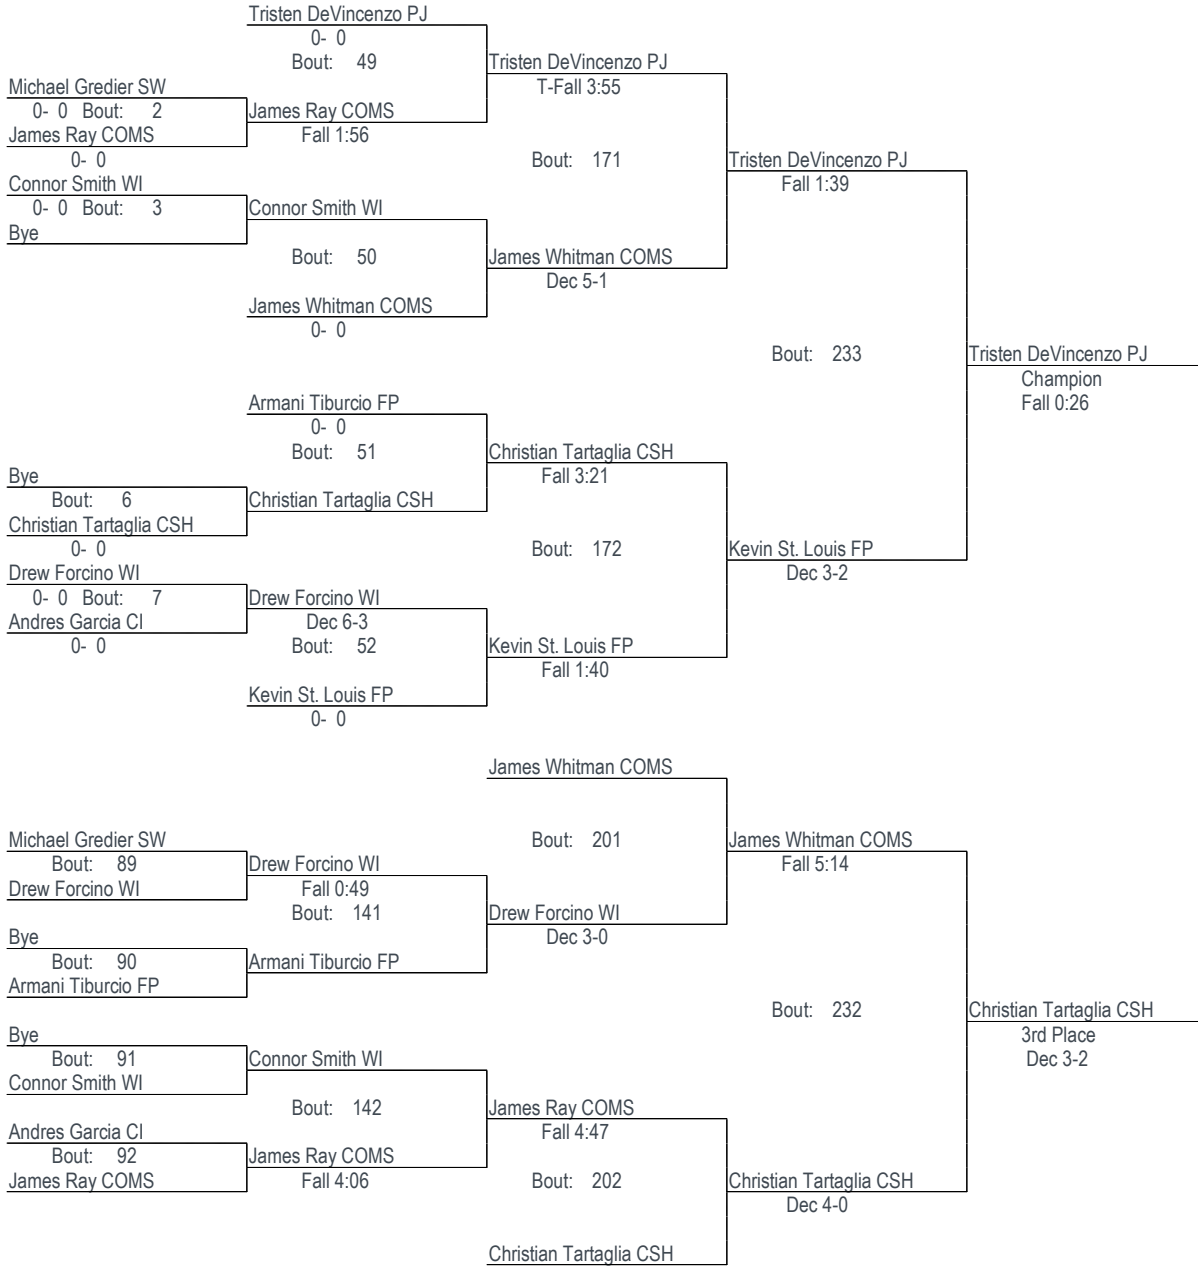 Tristen DeVincenzo PJ
0- 0
Bout: 49
Tristen DeVincenzo PJ
Michael Gredier SW
T-Fall 3:55
0- 0 Bout: 2
James Ray COMS
James Ray COMS
Fall 1:56
0- 0
Bout: 171
Tristen DeVincenzo PJ
Connor Smith WI
Fall 1:39
0- 0 Bout: 3
Connor Smith WI
Bye
Bout: 50
James Whitman COMS
Dec 5-1
James Whitman COMS
0- 0
Bout: 233
Tristen DeVincenzo PJ
Champion
Armani Tiburcio FP
Fall 0:26
0- 0
Bout: 51
Christian Tartaglia CSH
Bye
Fall 3:21
Bout: 6
Christian Tartaglia CSH
Christian Tartaglia CSH
0- 0
Bout: 172
Kevin St. Louis FP
Drew Forcino WI
Dec 3-2
0- 0 Bout: 7
Drew Forcino WI
Andres Garcia CI
Dec 6-3
0- 0
Bout: 52
Kevin St. Louis FP
Fall 1:40
Kevin St. Louis FP
0- 0
James Whitman COMS
Michael Gredier SW
Bout: 201
James Whitman COMS
Bout: 89
Drew Forcino WI
Fall 5:14
Drew Forcino WI
Fall 0:49
Bout: 141
Drew Forcino WI
Bye
Dec 3-0
Bout: 90
Armani Tiburcio FP
Armani Tiburcio FP
Bout: 232
Christian Tartaglia CSH
Bye
3rd Place
Bout: 91
Connor Smith WI
Dec 3-2
Connor Smith WI
Bout: 142
James Ray COMS
Andres Garcia CI
Fall 4:47
Bout: 92
James Ray COMS
James Ray COMS
Fall 4:06
Bout: 202
Christian Tartaglia CSH
Dec 4-0
Christian Tartaglia CSH